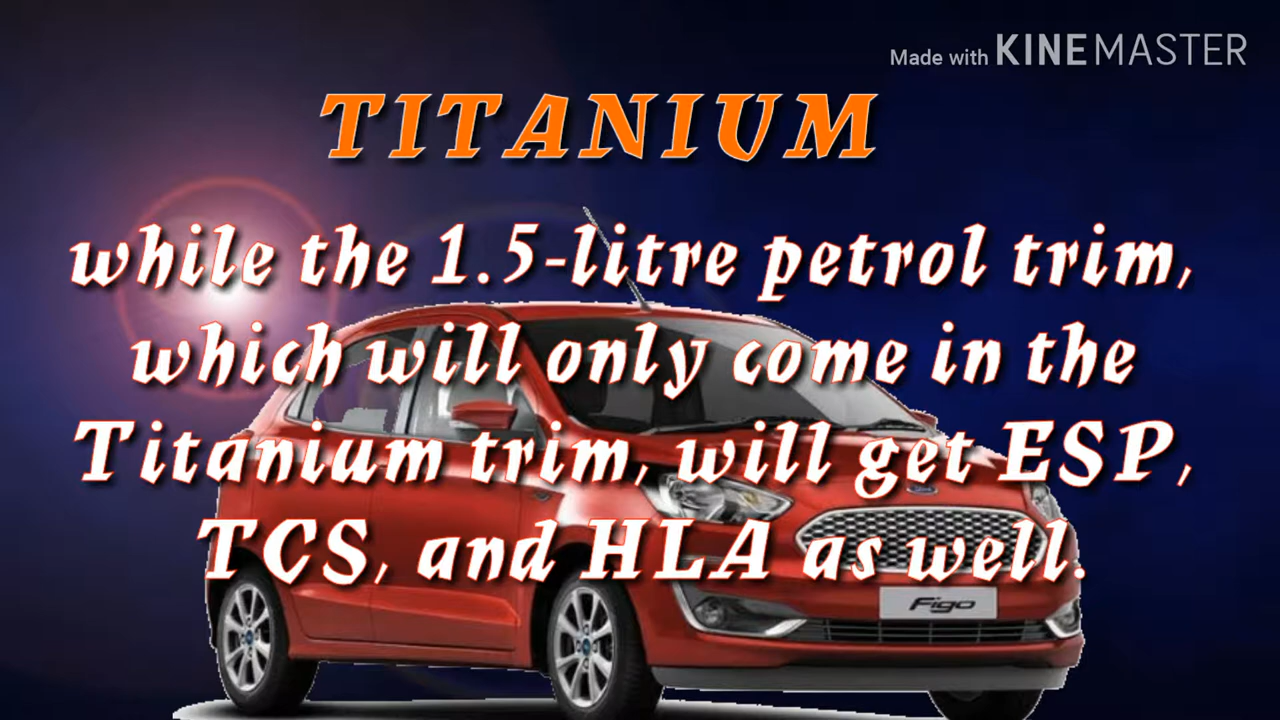 Made with KINEMASTER
TITANIUM
while the 1.5-litre petrol trim,
which will only come in the
Titanium trim, will get ESP,
TCS, and HLA as well.
Figo